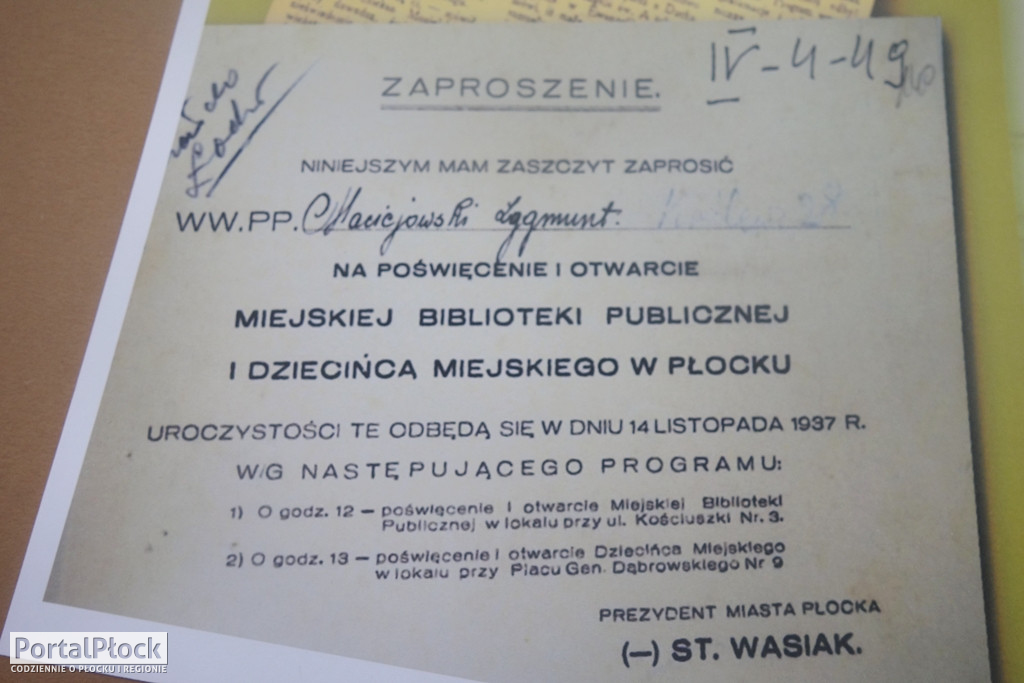 IV-4-49
ZAPROSZENIE.
NINIEJSZYM MAM ZASZCZYT ZAPROSIĆ
WW.PP. Maciejowski Zygmunt.
NA POŚWIĘCENIE I OTWARCIE
MIEJSKIEJ BIBLIOTEKI PUBLICZNEJ
I DZIECIŃCA MIEJSKIEGO W PŁOCKU
UROCZYSTOŚCI TE ODBĘDĄ SIĘ W DNIU 14 LISTOPADA 1937 R.
W/G NASTĘPUJĄCEGO PROGRAMU:
1) O godz. 12 — poświęcenie i otwarcie Miejskiej Biblioteki
Publicznej w lokalu przy ul. Kościuszki Nr. 3.
2) O godz. 13 — poświęcenie i otwarcie Dziecińca Miejskiego
w lokalu przy Placu Gen. Dąbrowskiego Nr 9
PREZYDENT MIASTA PŁOCKA
(—) ST. WASIAK.
PortalPłock
CODZIENNIE O PŁOCKU I REGIONIE